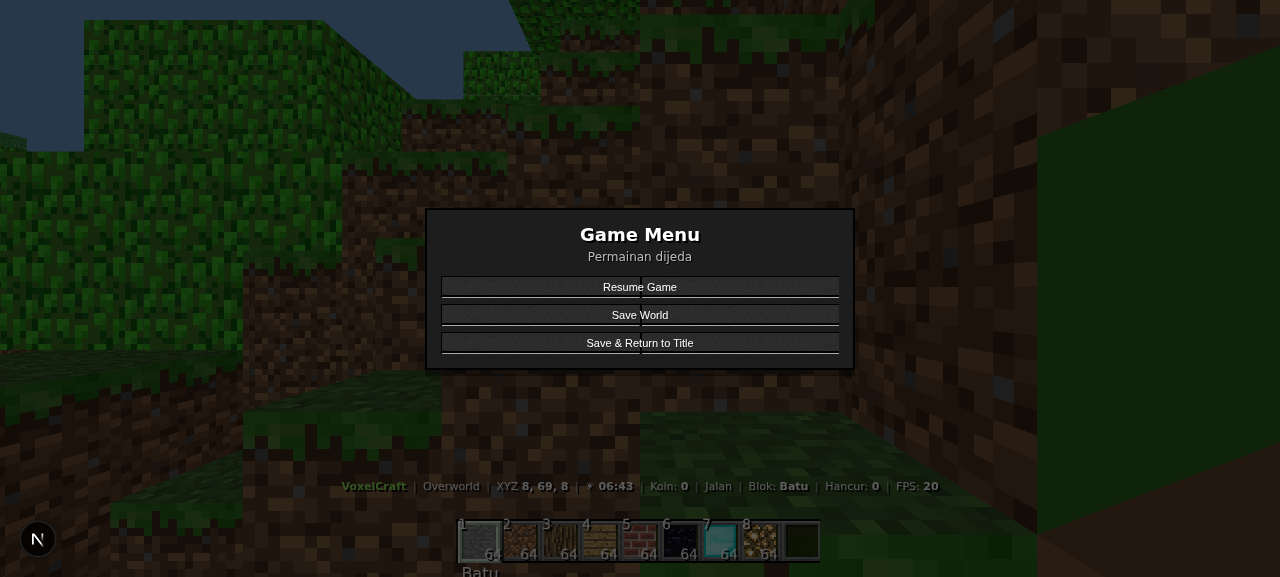 Game Menu
Permainan dijeda
Resume Game
Save World
Save & Return to Title
VoxelCraft | Overworld | XYZ 8, 69, 8 | ☀ 06:43 | Koin: 0 | Jalan | Blok: Batu | Hancur: 0 | FPS: 20
1 2 3 4 5 6 7 8
64 64 64 64 64 64 64 64
Batu
N